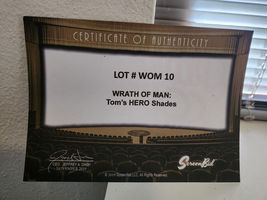 CERTIFICATE OF AUTHENTICITY
LOT # WOM 10
WRATH OF MAN:
Tom's HERO Shades
ScreenBid